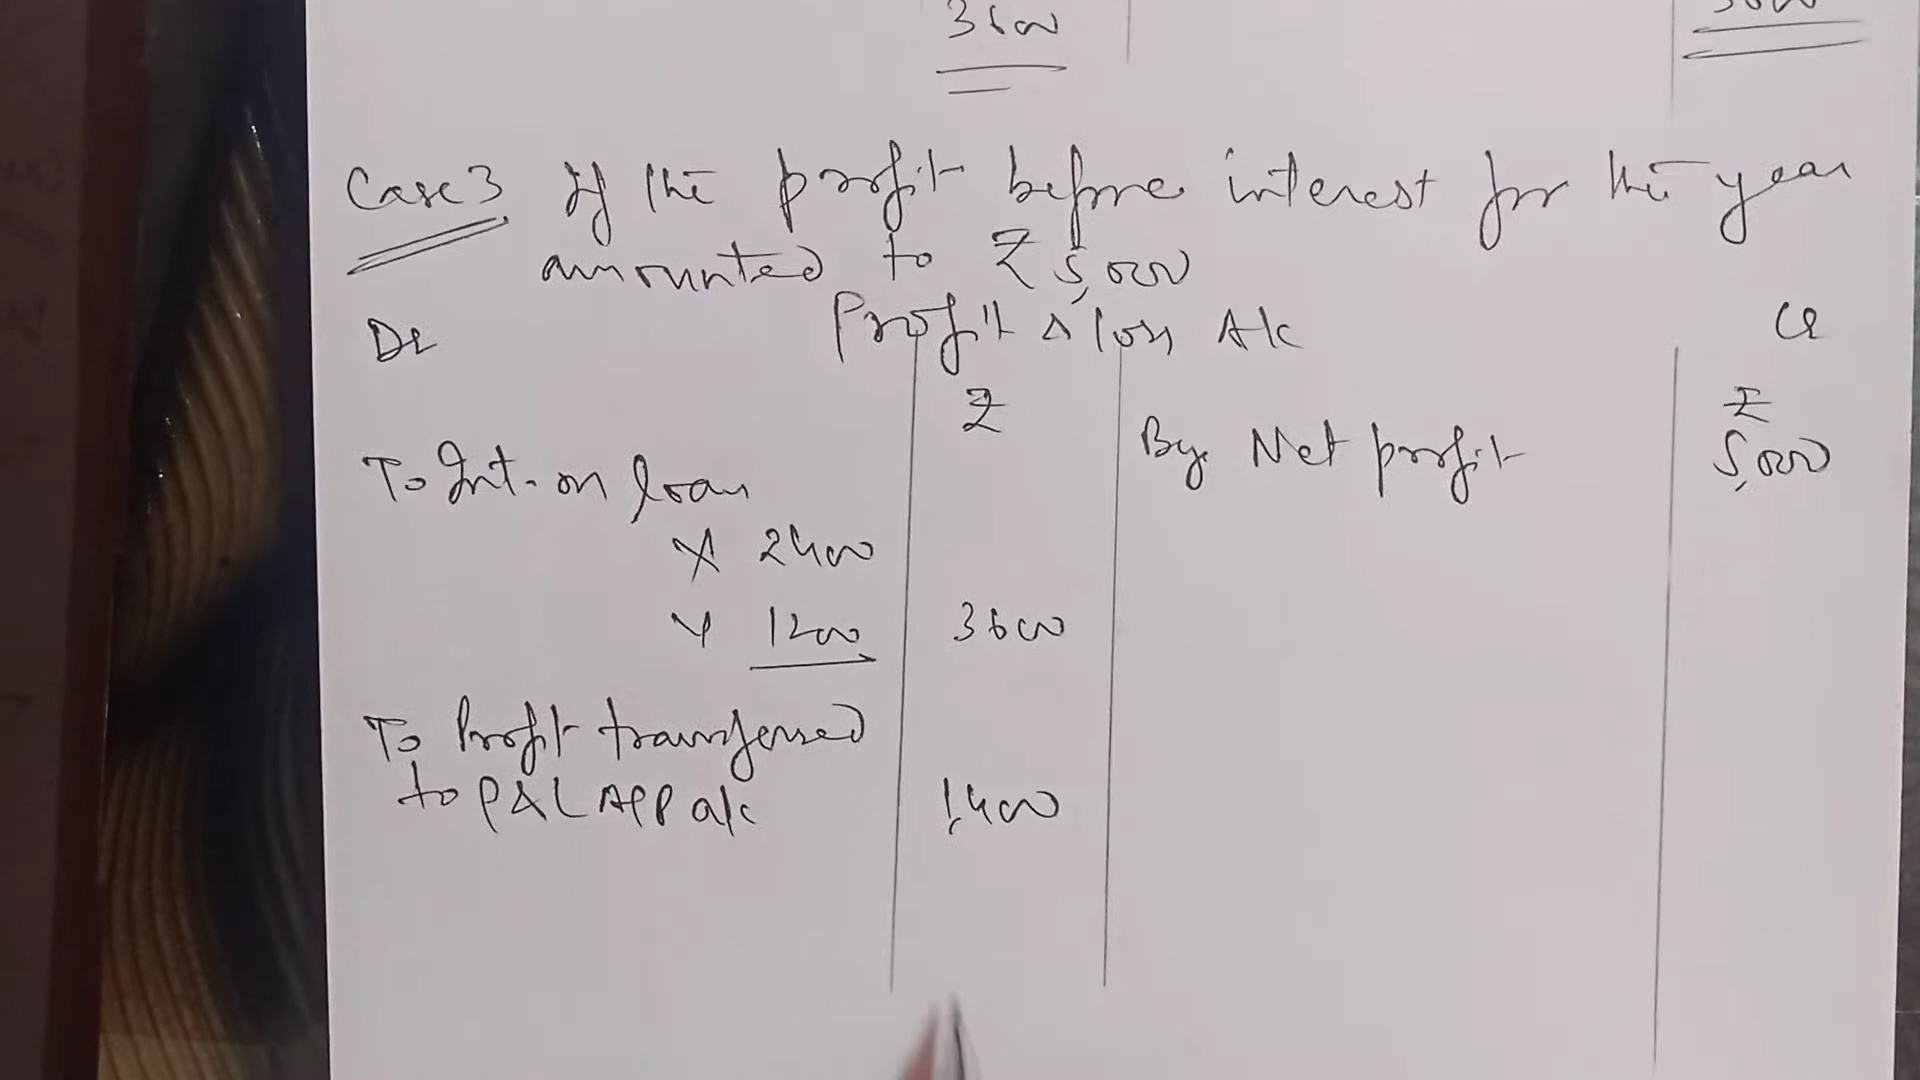 3600
3600
Case 3 If the profit before interest for the year
amounted to ₹ 5,000
Dr Profit & loss A/c Cr
₹ ₹
To Int. on loan By Net profit 5,000
X 2400
Y 1200 3600
To Profit transferred
to P&L APP a/c 1,400